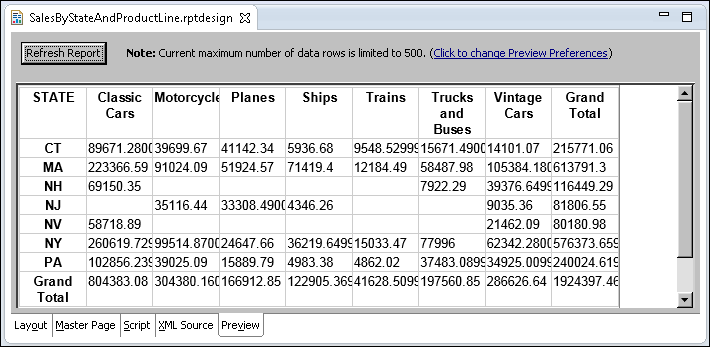 SalesByStateAndProductLine.rptdesign
Refresh Report Note: Current maximum number of data rows is limited to 500. (Click to change Preview Preferences)
STATE Classic Cars Motorcycle Planes Ships Trains Trucks and Buses Vintage Cars Grand Total
CT 89671.2800 39699.67 41142.34 5936.68 9548.52999 15671.4900 14101.07 215771.06
MA 223366.59 91024.09 51924.57 71419.4 12184.49 58487.98 105384.180 613791.3
NH 69150.35 7922.29 39376.6499 116449.29
NJ 35116.44 33308.4900 4346.26 9035.36 81806.55
NV 58718.89 21462.09 80180.98
NY 260619.729 99514.8700 24647.66 36219.6499 15033.47 77996 62342.2800 576373.659
PA 102856.239 39025.09 15889.79 4983.38 4862.02 37483.0899 34925.0099 240024.619
Grand Total 804383.08 304380.160 166912.85 122905.369 41628.5099 197560.85 286626.64 1924397.46
Layout Master Page Script XML Source Preview